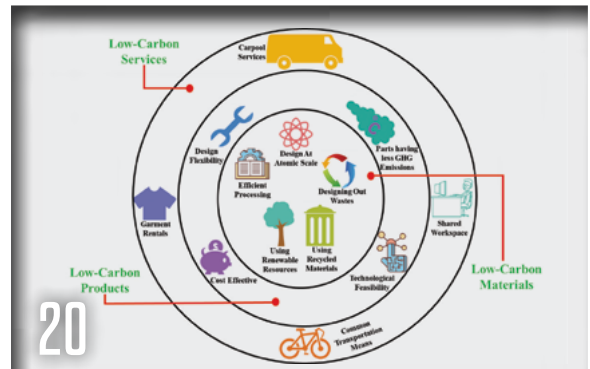 Low-Carbon
Services
Carpool
Services
Design
Flexibility
Parts having
less GHG
Emissions
Design At
Atomic Scale
Efficient
Processing
Designing Out
Wastes
Garment
Rentals
Shared
Workspace
Using
Renewable
Resources
Using
Recycled
Materials
Cost Effective
Technological
Feasibility
Low-Carbon
Products
Low-Carbon
Materials
Common
Transportation
Means
20